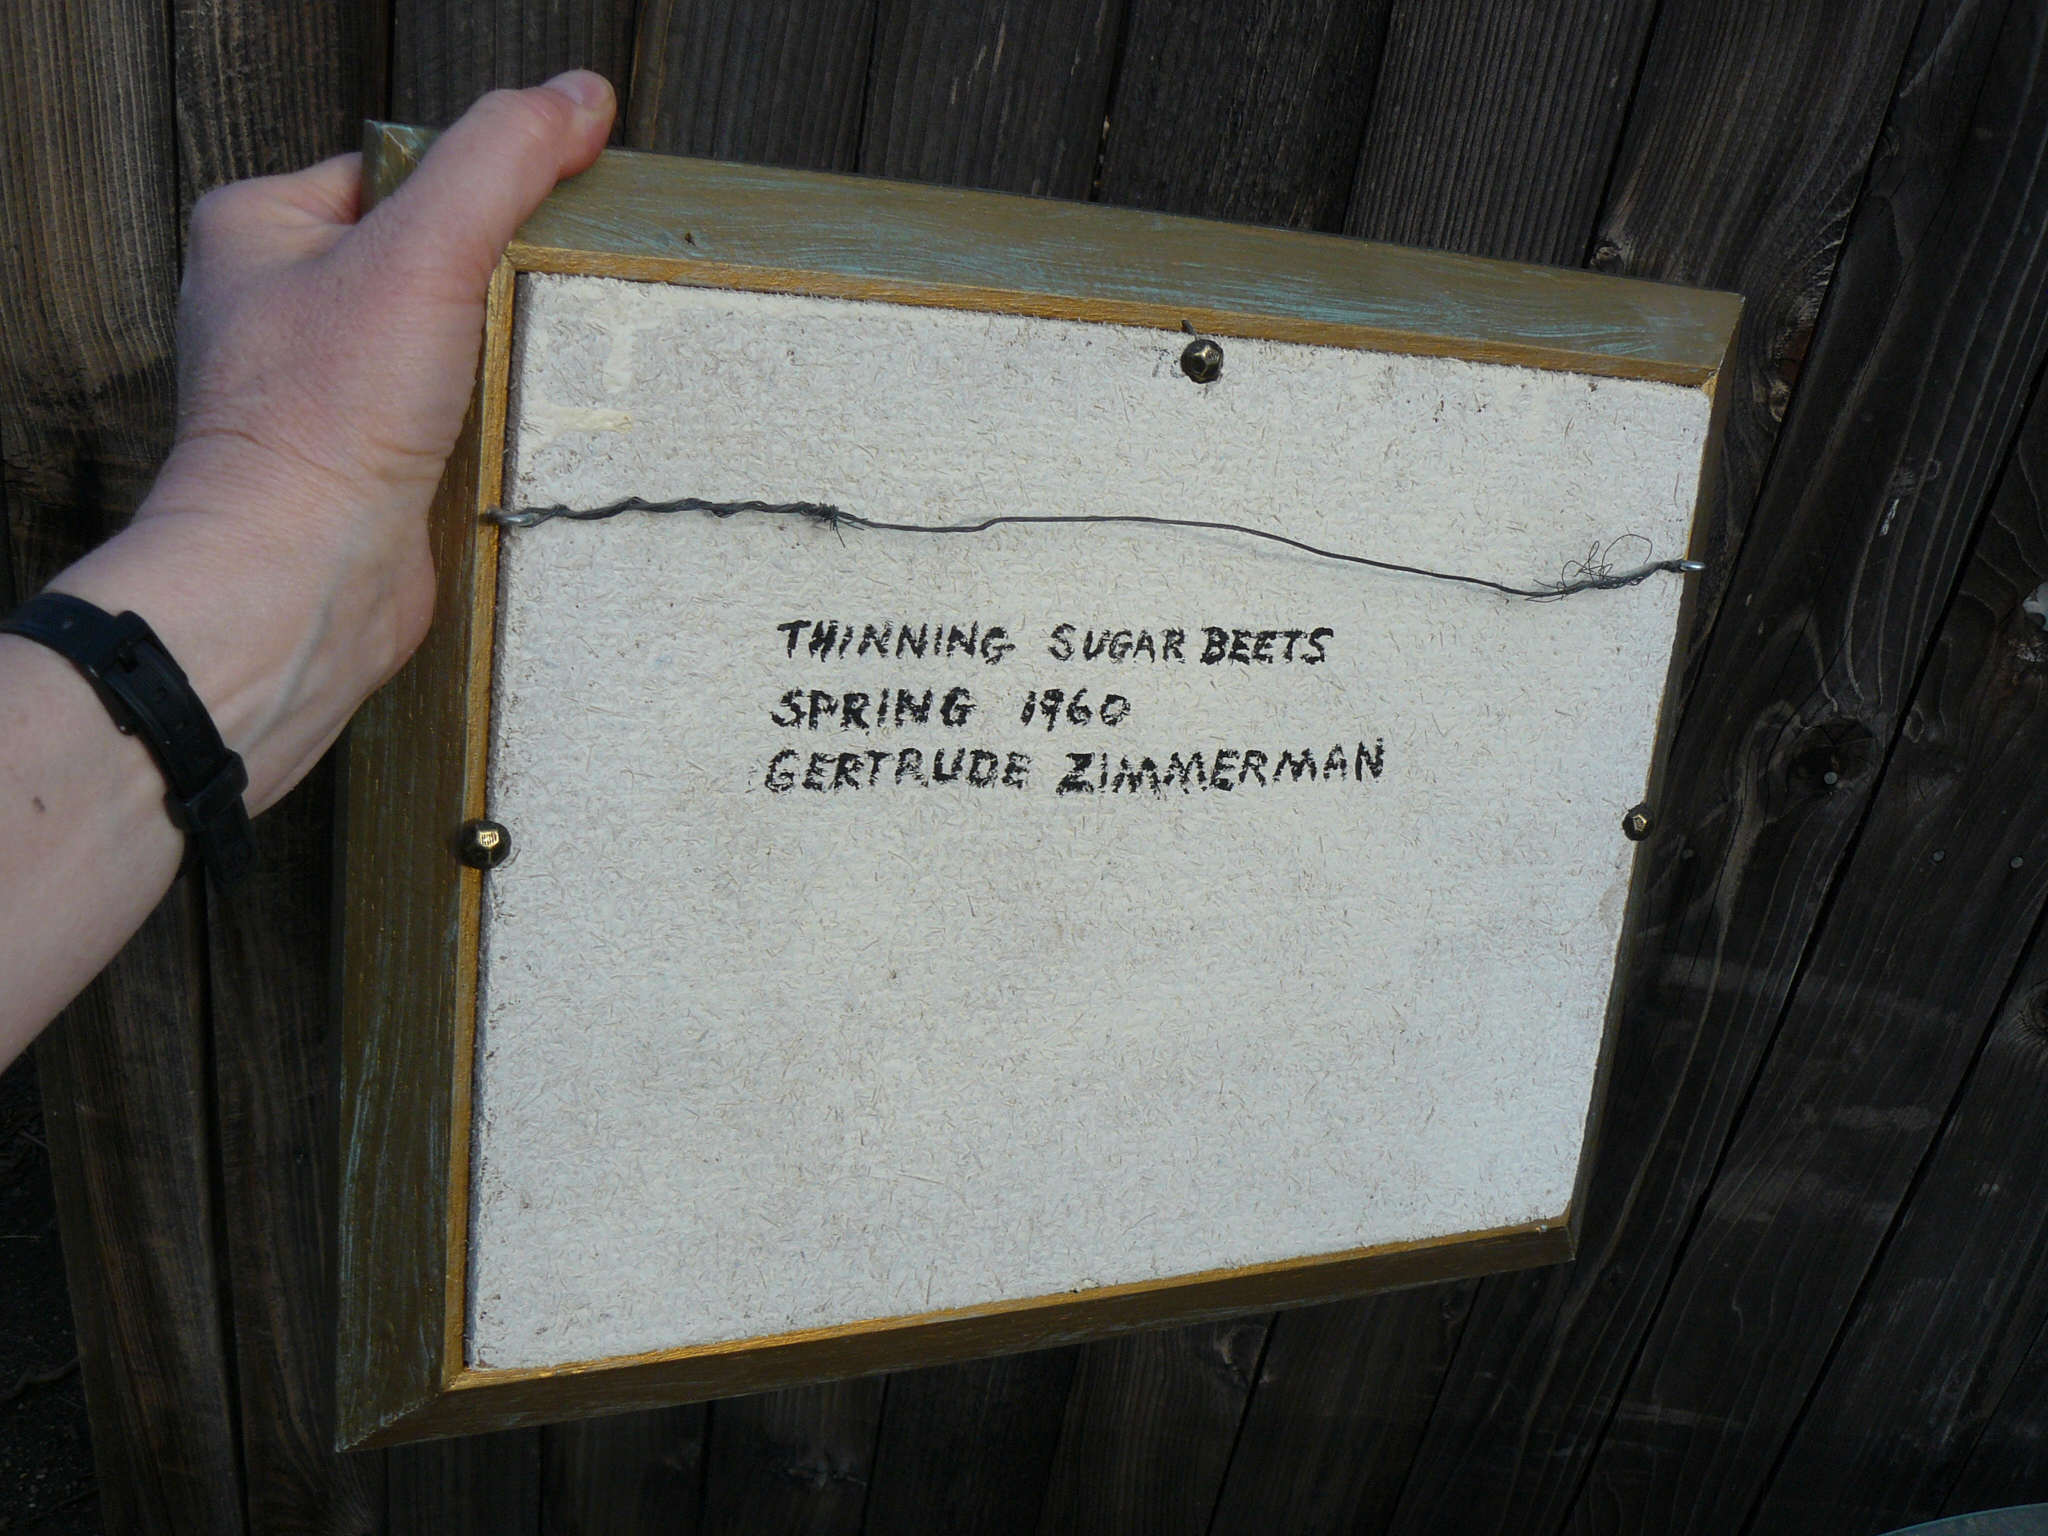 THINNING SUGAR BEETS
SPRING 1960
GERTRUDE ZIMMERMAN